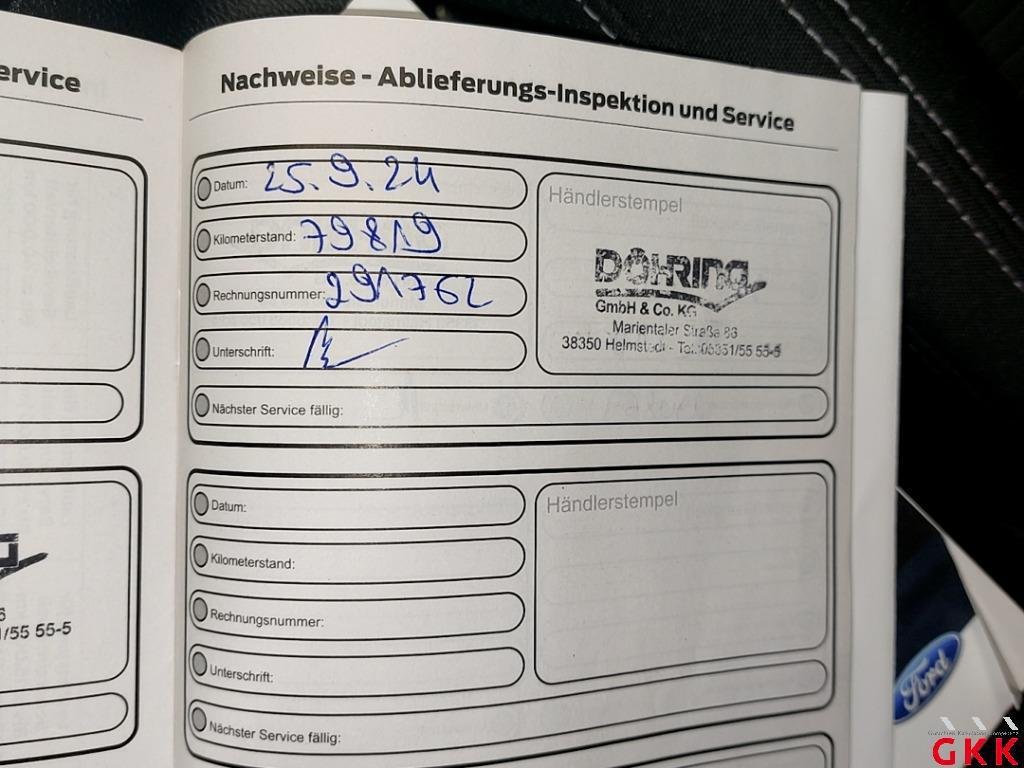 ervice
6
/55 55-5
Nachweise - Ablieferungs-Inspektion und Service
Datum: 25.9.24
Kilometerstand: 79819
Rechnungsnummer: 291762
Unterschrift:
Nächster Service fällig:
Händlerstempel
DÖHRING
GmbH & Co. KG
Marientaler Straße 86
38350 Helmstedt - Tel.:05351/55 55-5
Datum:
Kilometerstand:
Rechnungsnummer:
Unterschrift:
Nächster Service fällig:
Händlerstempel
Ford
GKK